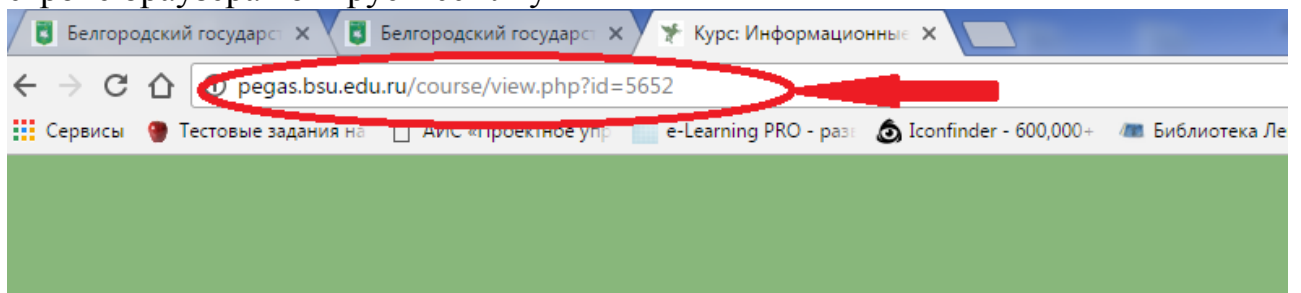 Белгородский государст Белгородский государст Курс: Информационные
pegas.bsu.edu.ru/course/view.php?id=5652
Сервисы Тестовые задания на АИС «Проектное упр e-Learning PRO - раз Iconfinder - 600,000+ Библиотека Ле